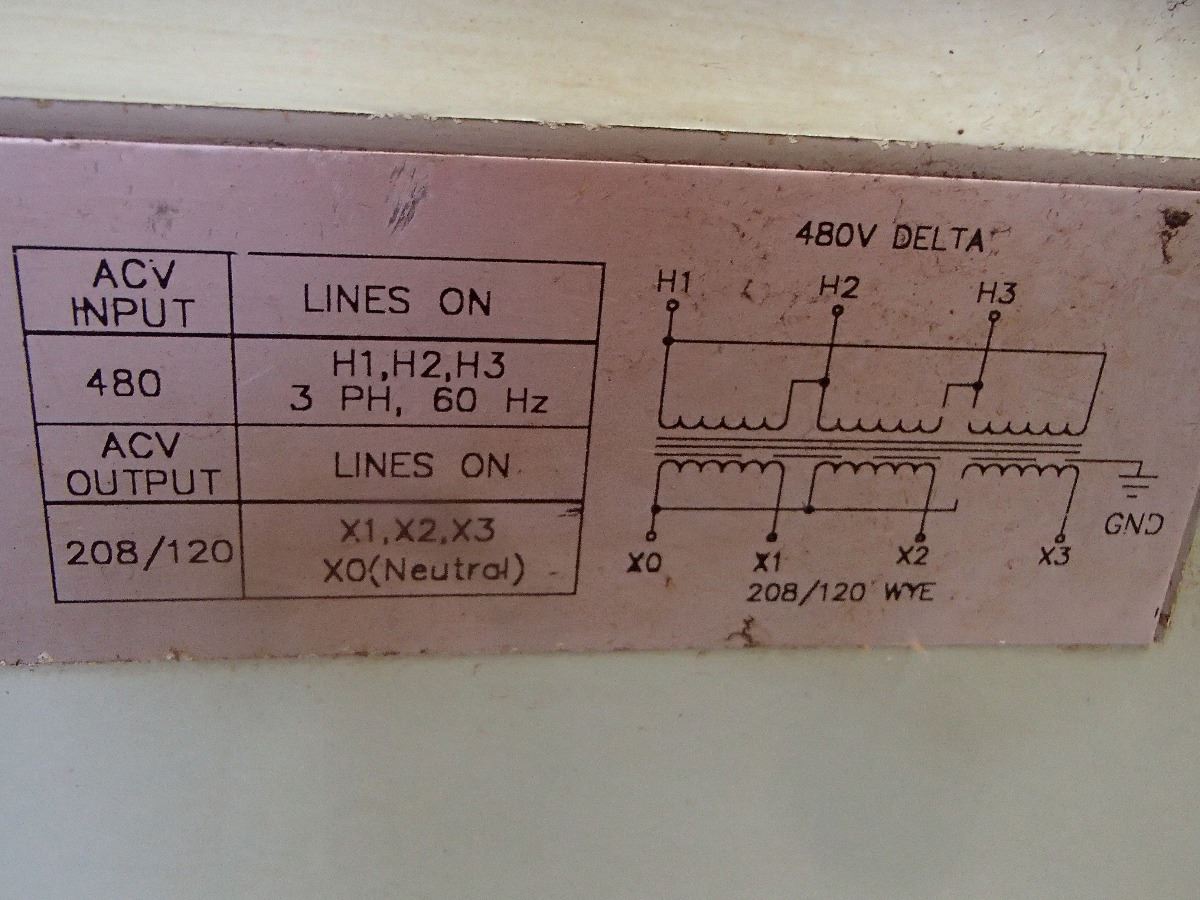 ACV
INPUT
LINES ON
480
H1,H2,H3
3 PH, 60 Hz
ACV
OUTPUT
LINES ON
208/120
X1,X2,X3
X0(Neutral)
480V DELTA
H1 H2 H3
GND
X0 X1 X2 X3
208/120 WYE